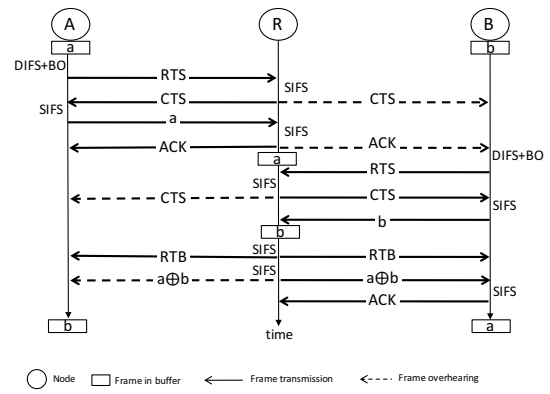 A R B
a b
DIFS+BO
RTS
SIFS
CTS CTS
SIFS
a
SIFS
ACK ACK
a
DIFS+BO
RTS
SIFS
CTS CTS
SIFS
b
b
SIFS
RTB RTB
SIFS
a⊕b a⊕b
SIFS
ACK
b a
time
Node Frame in buffer Frame transmission Frame overhearing